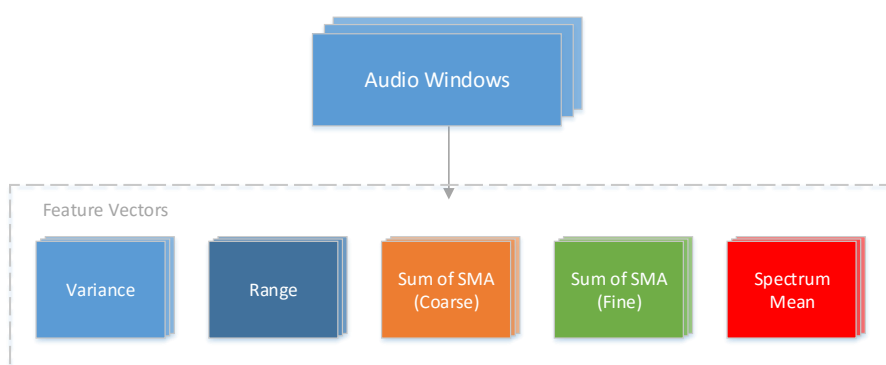 Audio Windows
Feature Vectors
Variance
Range
Sum of SMA
(Coarse)
Sum of SMA
(Fine)
Spectrum
Mean